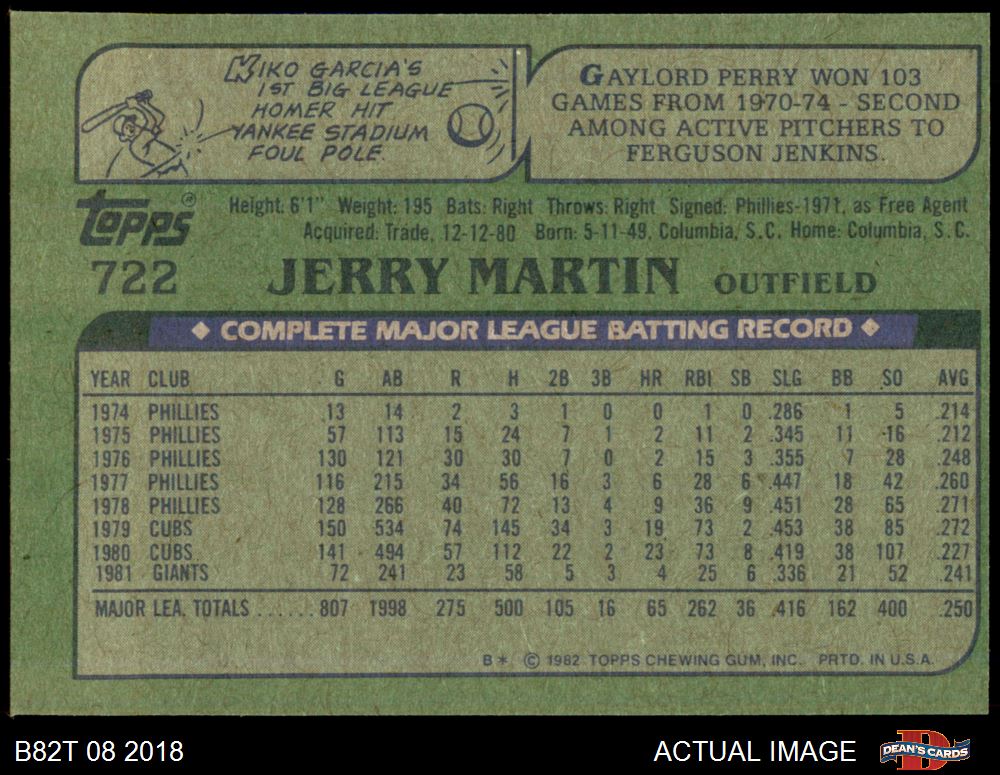 KIKO GARCIA'S
1ST BIG LEAGUE
HOMER HIT
YANKEE STADIUM
FOUL POLE.
GAYLORD PERRY WON 103
GAMES FROM 1970-74 - SECOND
AMONG ACTIVE PITCHERS TO
FERGUSON JENKINS.
Topps®
Height: 6'1" Weight: 195 Bats: Right Throws: Right Signed: Phillies-1971, as Free Agent
Acquired: Trade, 12-12-80 Born: 5-11-49, Columbia, S.C. Home: Columbia, S.C.
722 JERRY MARTIN OUTFIELD
◆ COMPLETE MAJOR LEAGUE BATTING RECORD ◆
YEAR CLUB G AB R H 2B 3B HR RBI SB SLG BB SO AVG
1974 PHILLIES 13 14 2 3 1 0 0 1 0 .286 1 5 .214
1975 PHILLIES 57 113 15 24 7 1 2 11 2 .345 11 16 .212
1976 PHILLIES 130 121 30 30 7 0 2 15 3 .355 7 28 .248
1977 PHILLIES 116 215 34 56 16 3 6 28 6 .447 18 42 .260
1978 PHILLIES 128 266 40 72 13 4 9 36 9 .451 28 65 .271
1979 CUBS 150 534 74 145 34 3 19 73 2 .453 38 85 .272
1980 CUBS 141 494 57 112 22 2 23 73 8 .419 38 107 .227
1981 GIANTS 72 241 23 58 5 3 4 25 6 .336 21 52 .241
MAJOR LEA. TOTALS ...... 807 1998 275 500 105 16 65 262 36 .416 162 400 .250
B* © 1982 TOPPS CHEWING GUM, INC. PRTD. IN U.S.A.
B82T 08 2018
ACTUAL IMAGE
D
DEAN'S CARDS